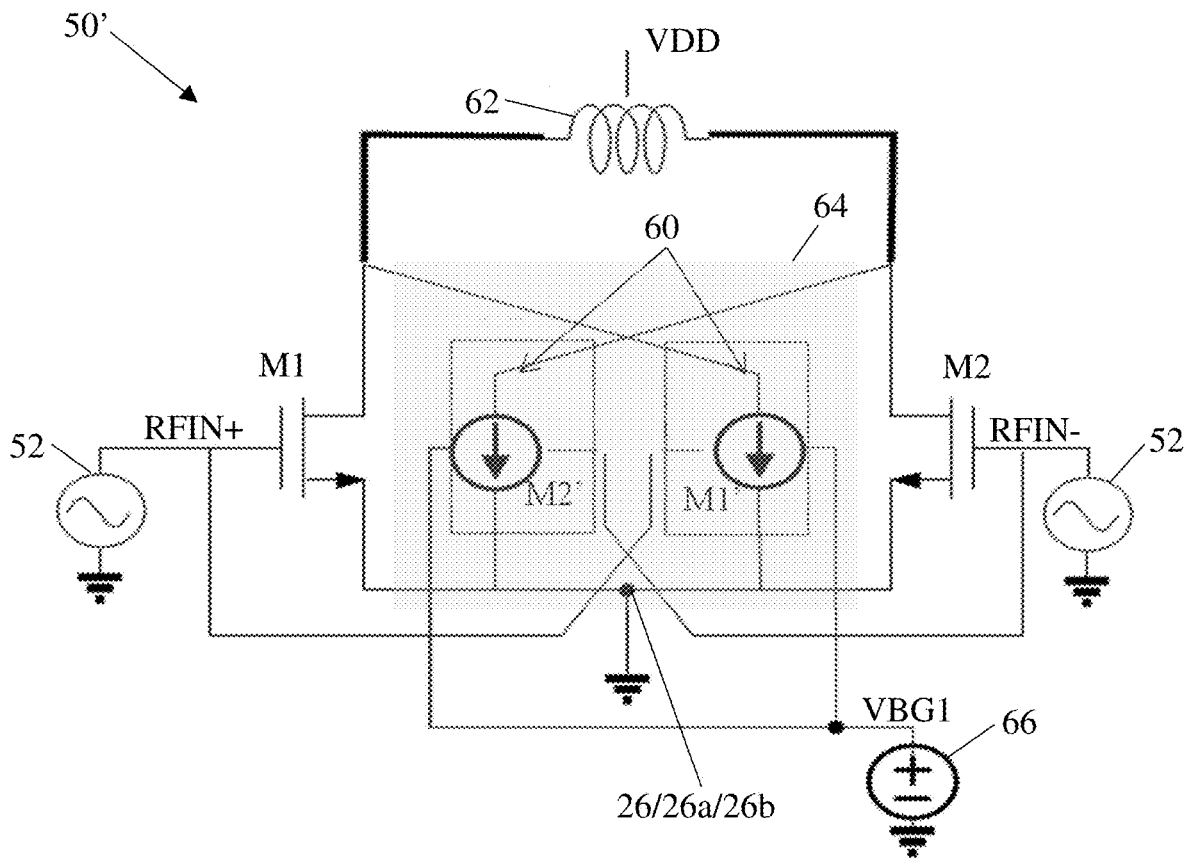 50’
VDD
62
64
60
M1
M2
RFIN+
RFIN-
52
52
M2’
M1’
VBG1
66
26/26a/26b